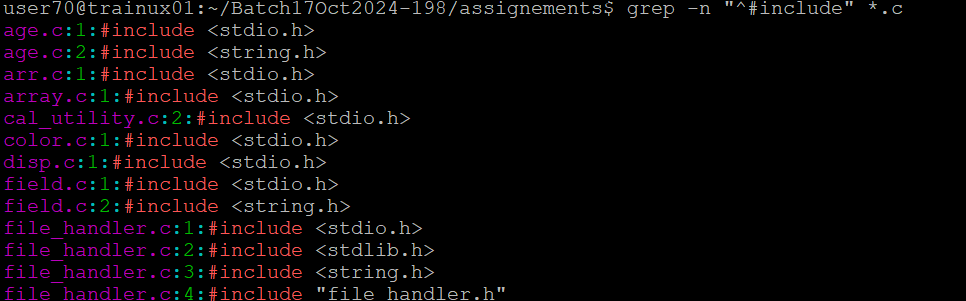 user70@trainux01:~/Batch17Oct2024-198/assignements$ grep -n "^#include" *.c
age.c:1:#include <stdio.h>
age.c:2:#include <string.h>
arr.c:1:#include <stdio.h>
array.c:1:#include <stdio.h>
cal_utility.c:2:#include <stdio.h>
color.c:1:#include <stdio.h>
disp.c:1:#include <stdio.h>
field.c:1:#include <stdio.h>
field.c:2:#include <string.h>
file_handler.c:1:#include <stdio.h>
file_handler.c:2:#include <stdlib.h>
file_handler.c:3:#include <string.h>
file_handler.c:4:#include "file_handler.h"